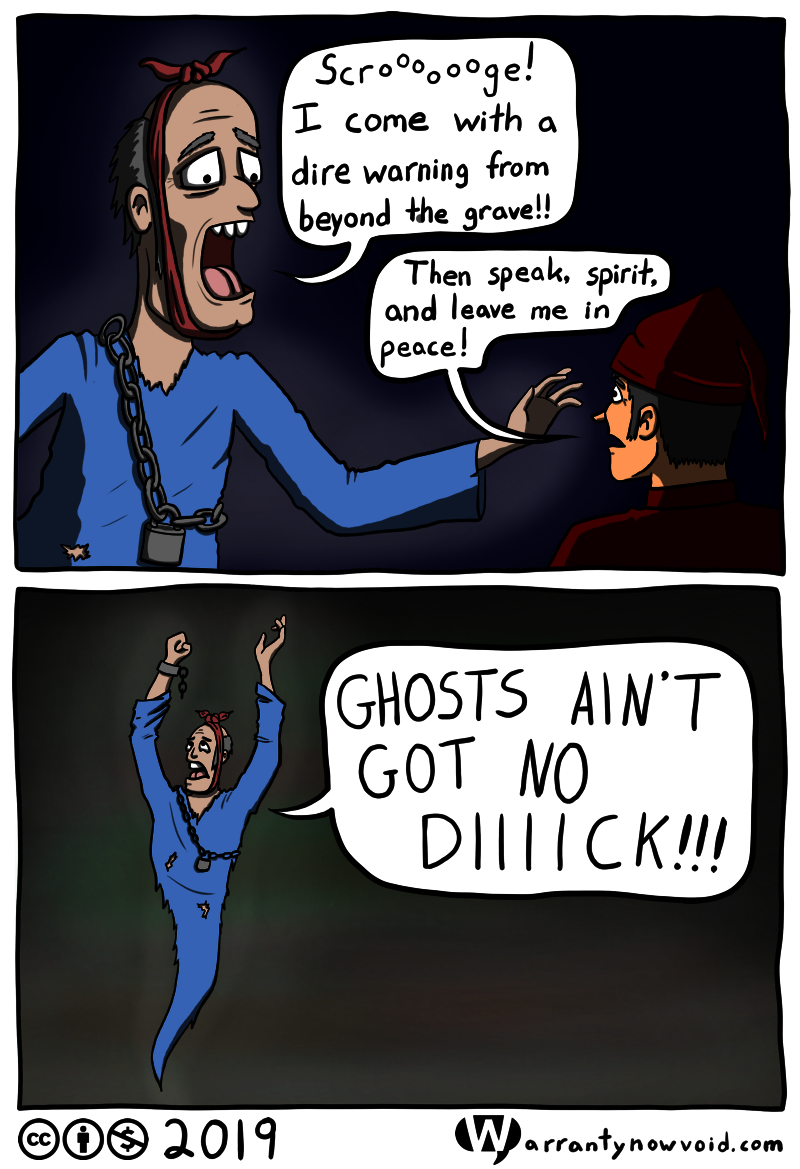 Scroooooge!
I come with a
dire warning from
beyond the grave!!
Then speak, spirit,
and leave me in
peace!
GHOSTS AIN'T
GOT NO
DIIIICK!!!
cc $ 2019
Warrantynowvoid.com